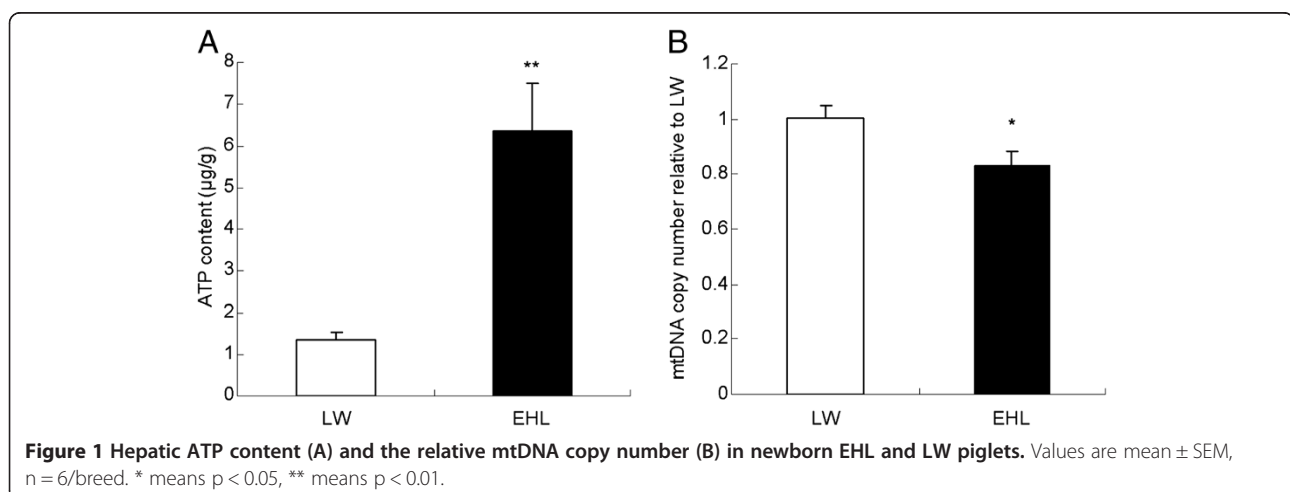 A
8
7
6
5
4
3
2
1
0
ATP content (µg/g)
**
LW
EHL
B
1.2
1
0.8
0.6
0.4
0.2
0
mtDNA copy number relative to LW
*
LW
EHL
Figure 1 Hepatic ATP content (A) and the relative mtDNA copy number (B) in newborn EHL and LW piglets. Values are mean ± SEM,
n = 6/breed. * means p < 0.05, ** means p < 0.01.